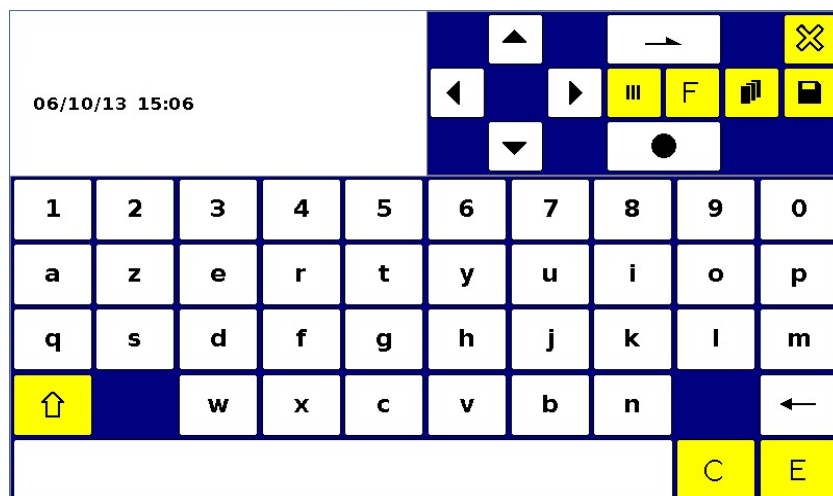 F
06/10/13 15:06
1 2 3 4 5 6 7 8 9 0
a z e r t y u i o p
q s d f g h j k l m
w x c v b n
C E